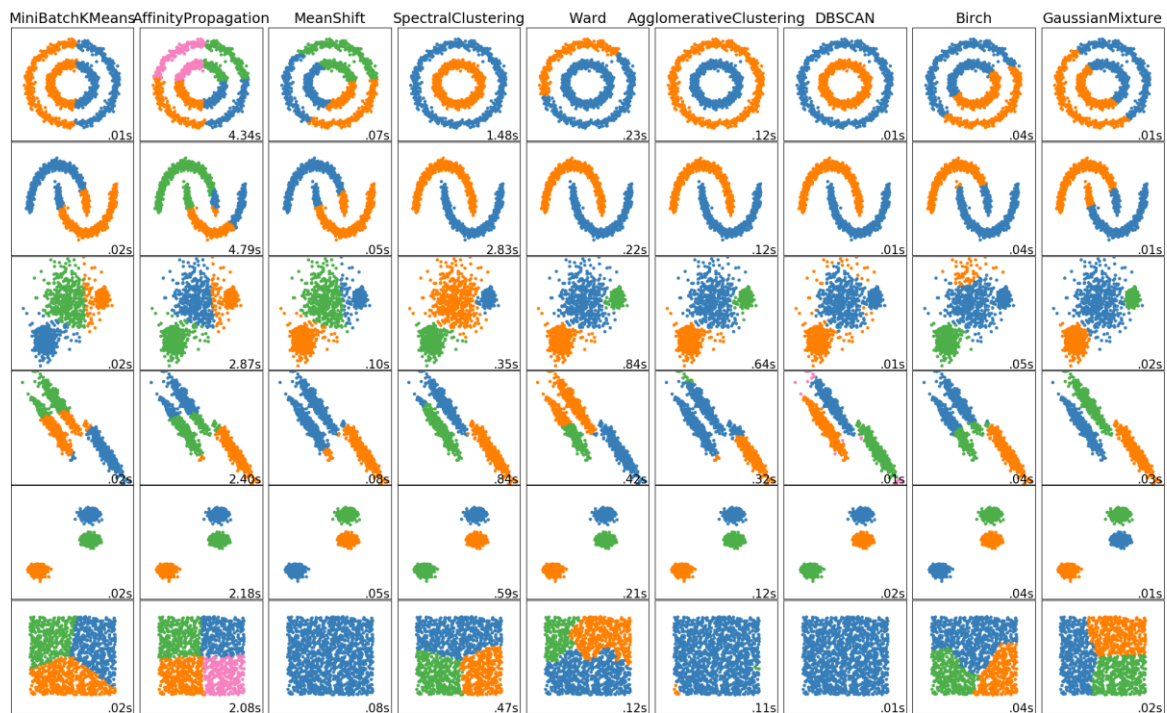 MiniBatchKMeans AffinityPropagation MeanShift SpectralClustering Ward AgglomerativeClustering DBSCAN Birch GaussianMixture
.01s 4.34s .07s 1.48s .23s .12s .01s .04s .01s
.02s 4.79s .05s 2.83s .22s .12s .01s .04s .01s
.02s 2.87s .10s .35s .84s .64s .01s .05s .02s
.02s 2.40s .08s .84s .42s .32s .01s .04s .03s
.02s 2.18s .05s .59s .21s .12s .02s .04s .01s
.02s 2.08s .08s .47s .12s .11s .01s .04s .02s